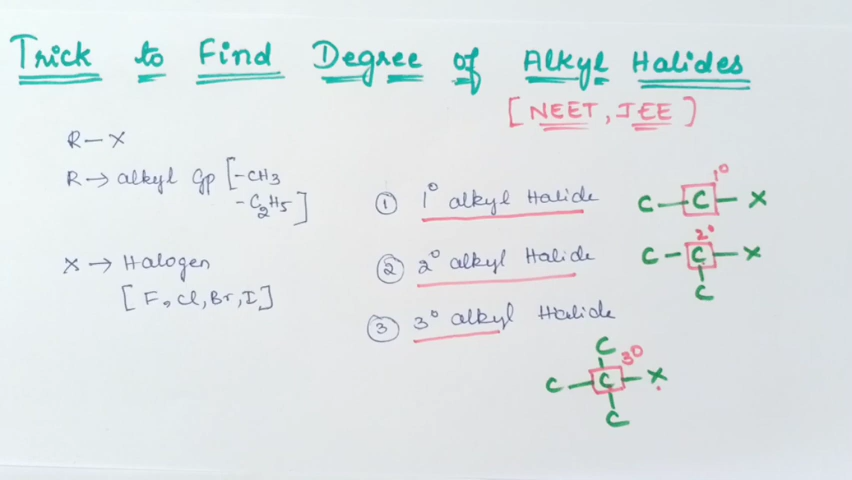 Trick to Find Degree of Alkyl Halides
[NEET, JEE]
R—X
R→alkyl Gp [-CH3
-C2H5]
X → Halogen
[F, Cl, Br, I]
① 1° alkyl Halide
C—C—X
1°
② 2° alkyl Halide
2°
C—C—X
C
③ 3° alkyl Halide
C
3°
C—C—X
C